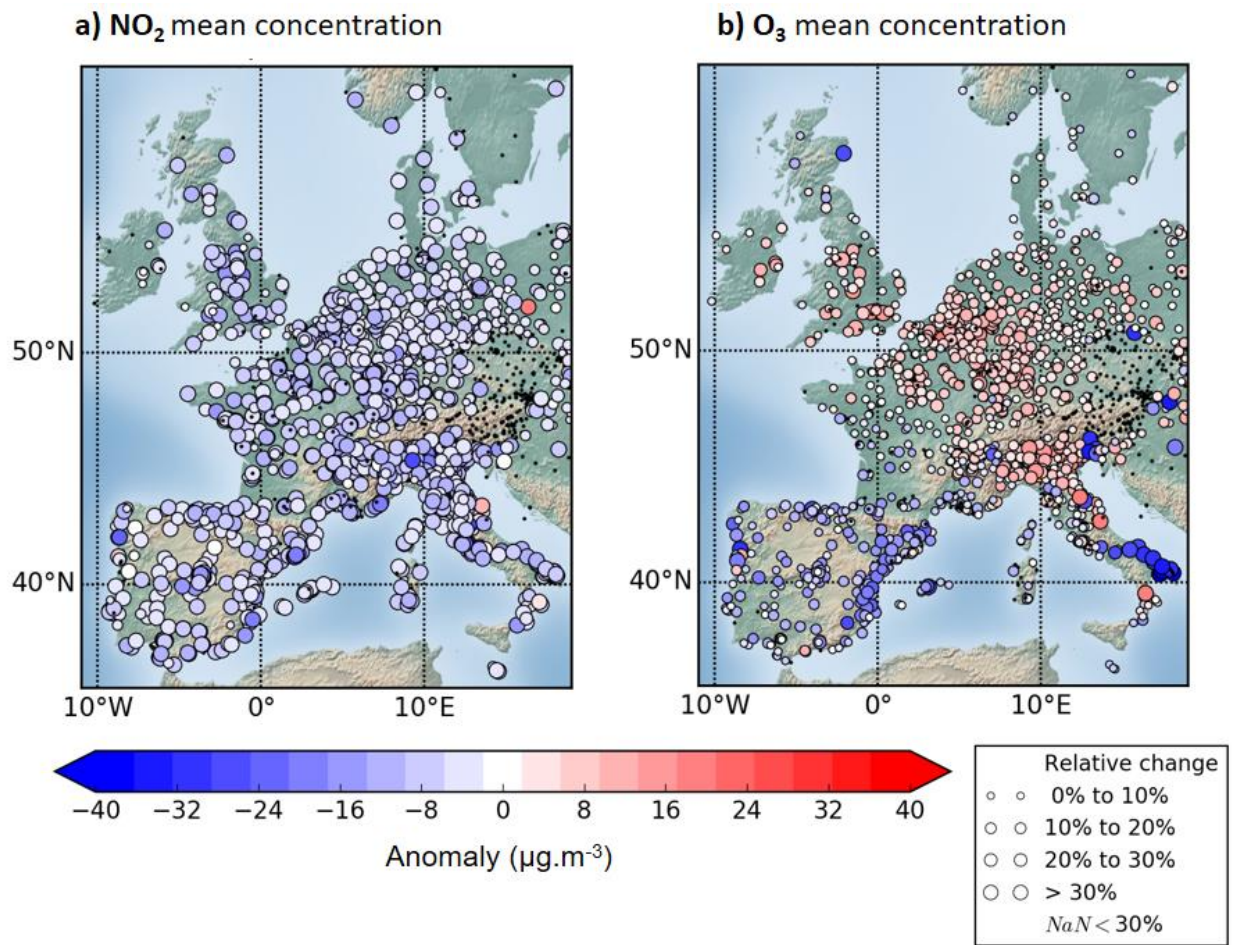 a) NO₂ mean concentration
b) O₃ mean concentration
50°N
40°N
10°W 0° 10°E
50°N
40°N
10°W 0° 10°E
−40 −32 −24 −16 −8 0 8 16 24 32 40
Anomaly (µg.m⁻³)
Relative change
0% to 10%
10% to 20%
20% to 30%
> 30%
NaN < 30%